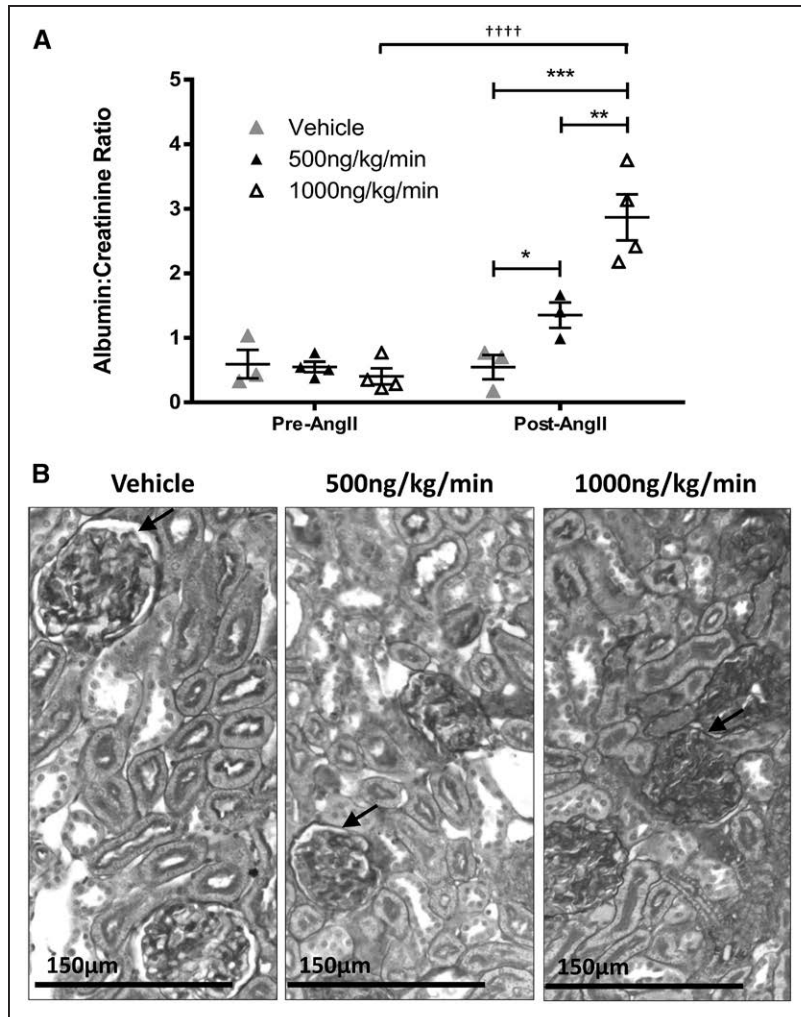 A
††††
***
**
*
5
4
3
2
1
0
Albumin:Creatinine Ratio
Vehicle
500ng/kg/min
1000ng/kg/min
Pre-AngII
Post-AngII
B
Vehicle
500ng/kg/min
1000ng/kg/min
150μm
150μm
150μm